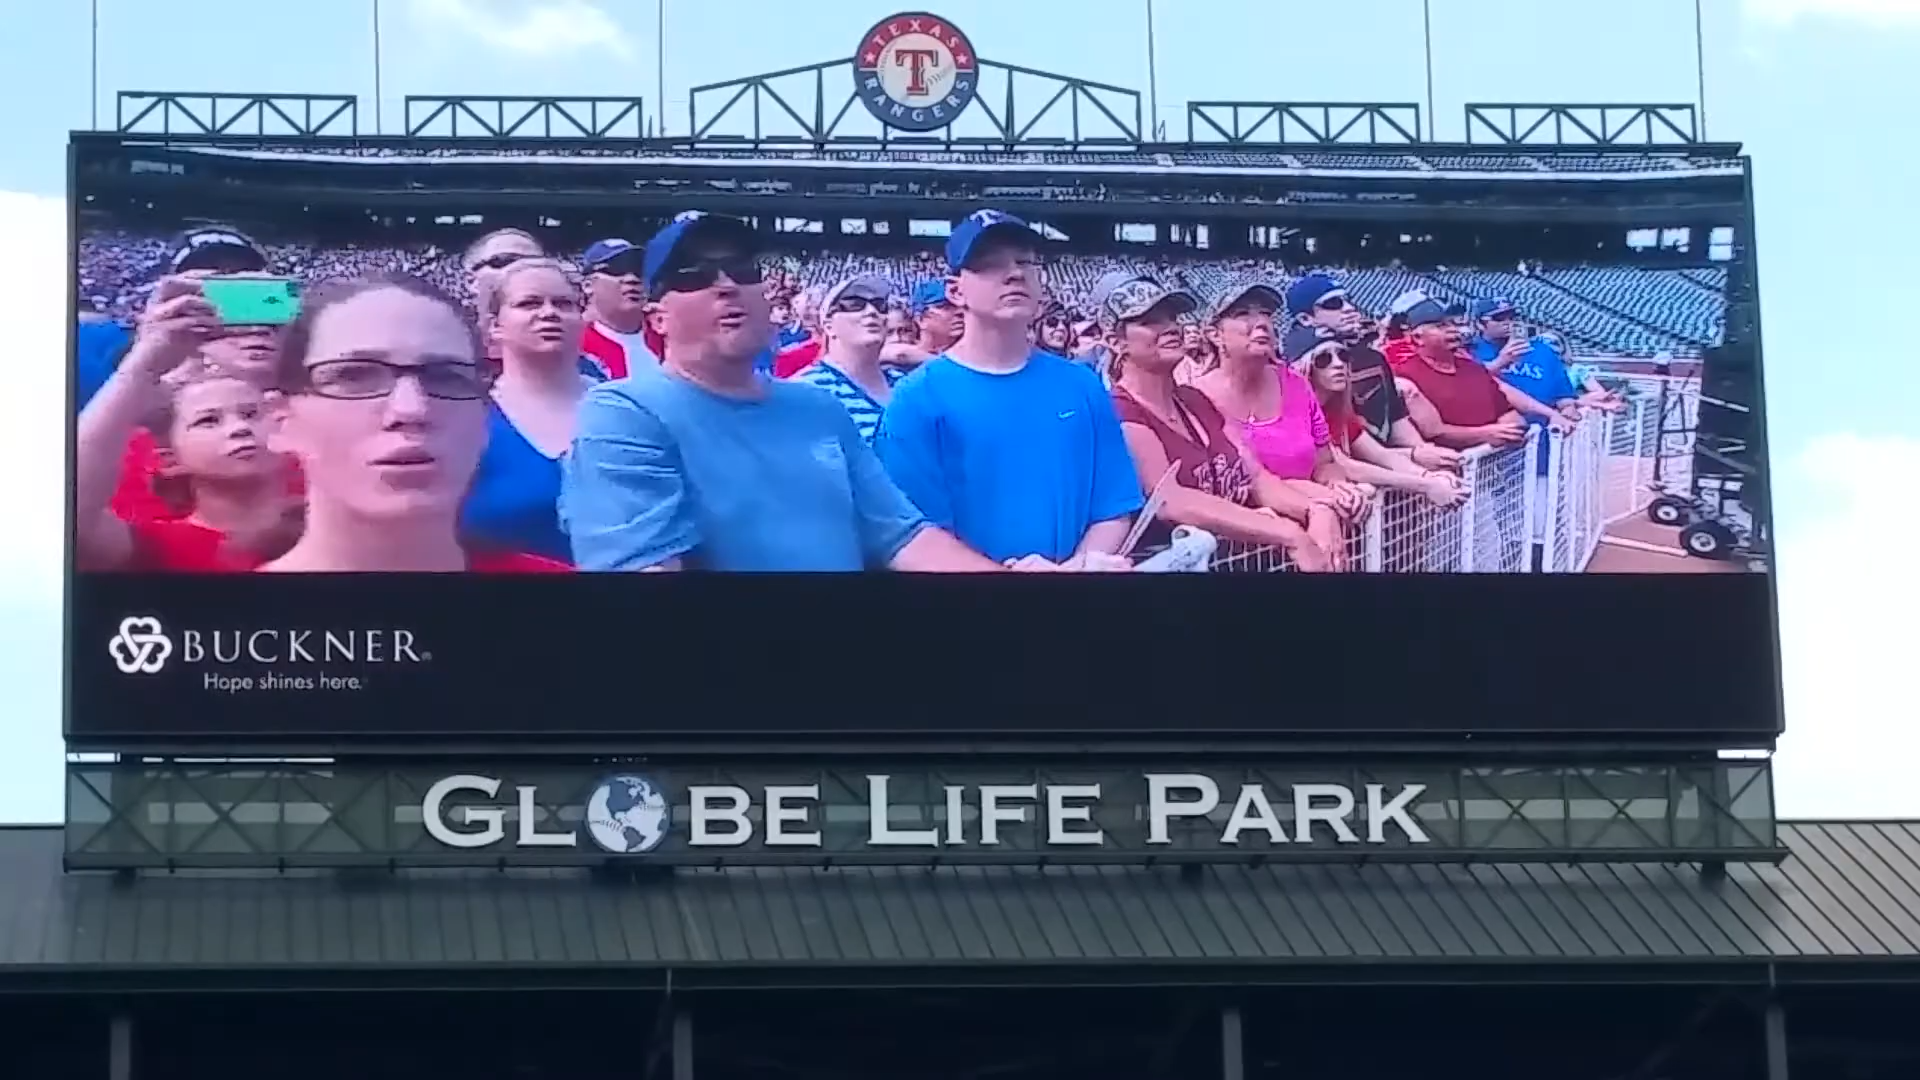 TEXAS
T
RANGERS
BUCKNER
Hope shines here.
GLOBE LIFE PARK